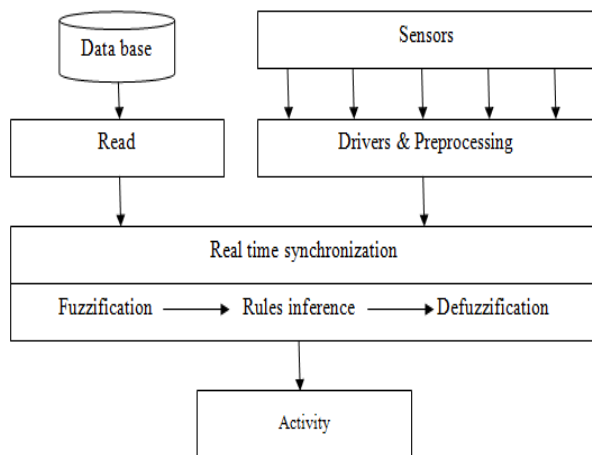 Data base
Sensors
Read
Drivers & Preprocessing
Real time synchronization
Fuzzification
Rules inference
Defuzzification
Activity